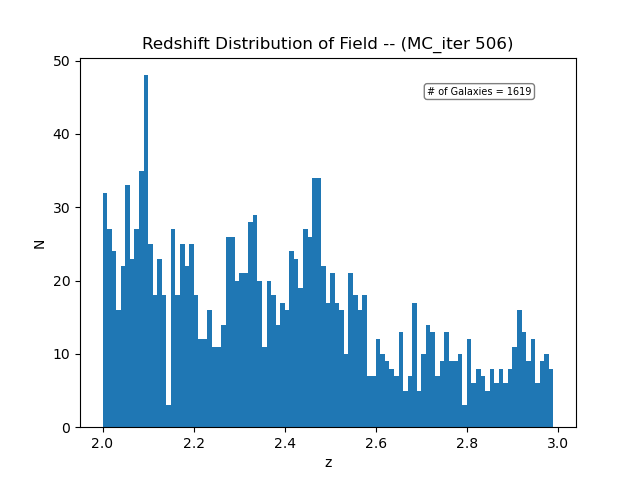 Redshift Distribution of Field -- (MC_iter 506)
# of Galaxies = 1619
50
40
30
20
10
0
N
2.0 2.2 2.4 2.6 2.8 3.0
z